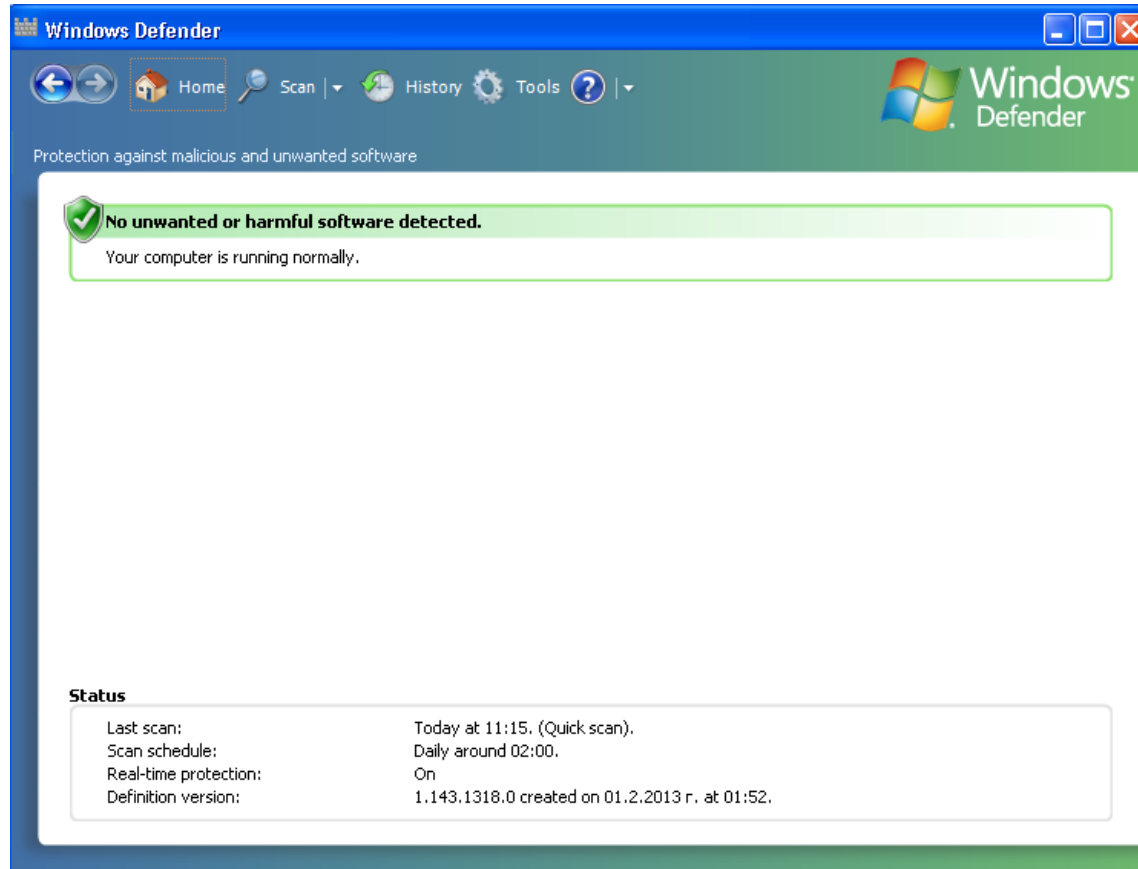 Windows Defender
Home Scan History Tools ?
Windows
Defender
Protection against malicious and unwanted software
No unwanted or harmful software detected.
Your computer is running normally.
Status
Last scan: Today at 11:15. (Quick scan).
Scan schedule: Daily around 02:00.
Real-time protection: On
Definition version: 1.143.1318.0 created on 01.2.2013 г. at 01:52.